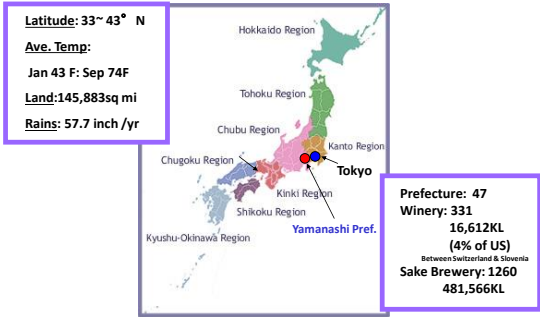 Latitude: 33~ 43° N
Ave. Temp:
Jan 43 F: Sep 74F
Land:145,883sq mi
Rains: 57.7 inch /yr
Hokkaido Region
Tohoku Region
Chubu Region
Kanto Region
Chugoku Region
Tokyo
Kinki Region
Shikoku Region
Yamanashi Pref.
Kyushu-Okinawa Region
Prefecture: 47
Winery: 331
16,612KL
(4% of US)
Between Switzerland & Slovenia
Sake Brewery: 1260
481,566KL